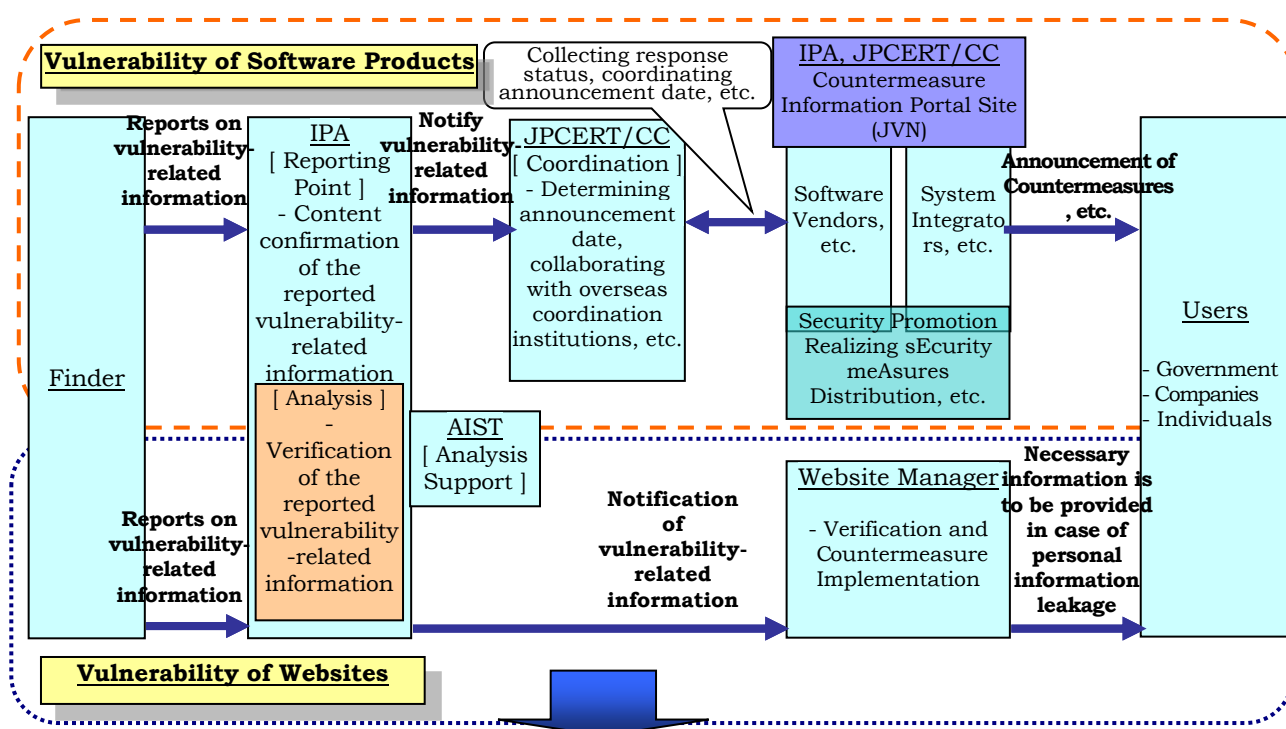 Vulnerability of Software Products
Collecting response
status, coordinating
announcement date, etc.
IPA, JPCERT/CC
Countermeasure
Information Portal Site
(JVN)
Finder
Reports on
vulnerability-
related
information
IPA
[ Reporting
Point ]
- Content
confirmation
of the
reported
vulnerability-
related
information
[ Analysis ]
-
Verification
of the
reported
vulnerability
-related
information
Notify
vulnerability-
related
information
JPCERT/CC
[ Coordination ]
- Determining
announcement
date,
collaborating
with overseas
coordination
institutions, etc.
Software
Vendors,
etc.
System
Integrato
rs, etc.
Security Promotion
Realizing sEcurity
meAsures
Distribution, etc.
Announcement of
Countermeasures
, etc.
Users
- Government
- Companies
- Individuals
AIST
[ Analysis
Support ]
Reports on
vulnerability-
related
information
Notification
of
vulnerability-
related
information
Website Manager
- Verification and
Countermeasure
Implementation
Necessary
information is
to be provided
in case of
personal
information
leakage
Vulnerability of Websites